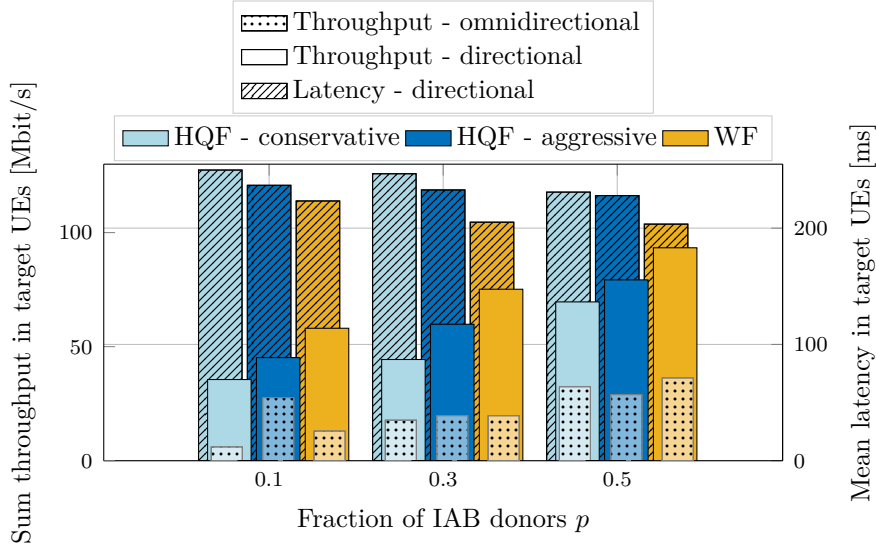 Throughput - omnidirectional
Throughput - directional
Latency - directional
HQF - conservative HQF - aggressive WF
Sum throughput in target UEs [Mbit/s]
100
50
0
200
100
0
Mean latency in target UEs [ms]
0.1 0.3 0.5
Fraction of IAB donors p